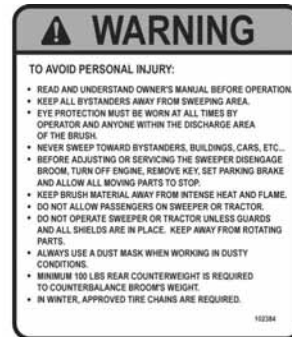 WARNING
TO AVOID PERSONAL INJURY:
• READ AND UNDERSTAND OWNER'S MANUAL BEFORE OPERATION.
• KEEP ALL BYSTANDERS AWAY FROM SWEEPING AREA.
• EYE PROTECTION MUST BE WORN AT ALL TIMES BY
OPERATOR AND ANYONE WITHIN THE DISCHARGE AREA
OF THE BRUSH.
• NEVER SWEEP TOWARD BYSTANDERS, BUILDINGS, CARS, ETC...
• BEFORE ADJUSTING OR SERVICING THE SWEEPER DISENGAGE
BROOM, TURN OFF ENGINE, REMOVE KEY, SET PARKING BRAKE
AND ALLOW ALL MOVING PARTS TO STOP.
• KEEP BRUSH MATERIAL AWAY FROM INTENSE HEAT AND FLAME.
• DO NOT ALLOW PASSENGERS ON SWEEPER OR TRACTOR.
• DO NOT OPERATE SWEEPER OR TRACTOR UNLESS GUARDS
AND ALL SHIELDS ARE IN PLACE. KEEP AWAY FROM ROTATING
PARTS.
• ALWAYS USE A DUST MASK WHEN WORKING IN DUSTY
CONDITIONS.
• MINIMUM 100 LBS REAR COUNTERWEIGHT IS REQUIRED
TO COUNTERBALANCE BROOM'S WEIGHT.
• IN WINTER, APPROVED TIRE CHAINS ARE REQUIRED.
102384